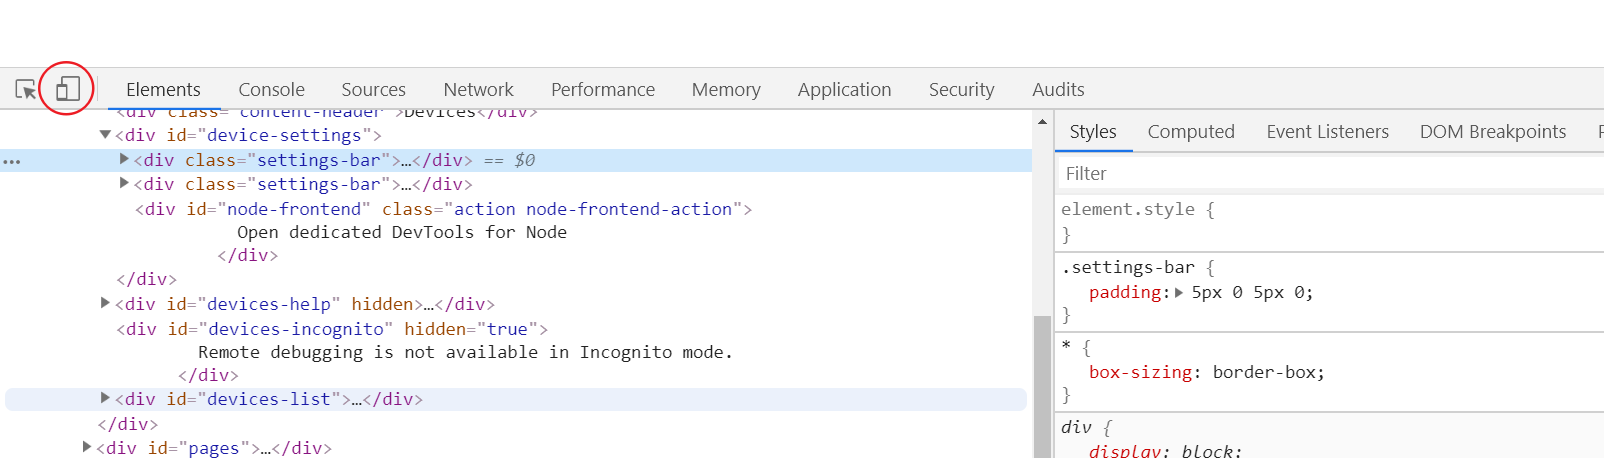 Elements Console Sources Network Performance Memory Application Security Audits
<div class="content-header">Devices</div>
▼<div id="device-settings">
… ▶<div class="settings-bar">…</div> == $0
▶<div class="settings-bar">…</div>
<div id="node-frontend" class="action node-frontend-action">
Open dedicated DevTools for Node
</div>
</div>
▶<div id="devices-help" hidden>…</div>
<div id="devices-incognito" hidden="true">
Remote debugging is not available in Incognito mode.
</div>
▶<div id="devices-list">…</div>
</div>
▶<div id="pages">…</div>
Styles Computed Event Listeners DOM Breakpoints
Filter
element.style {
}
.settings-bar {
padding:▶ 5px 0 5px 0;
}
* {
box-sizing: border-box;
}
div {
display: block;